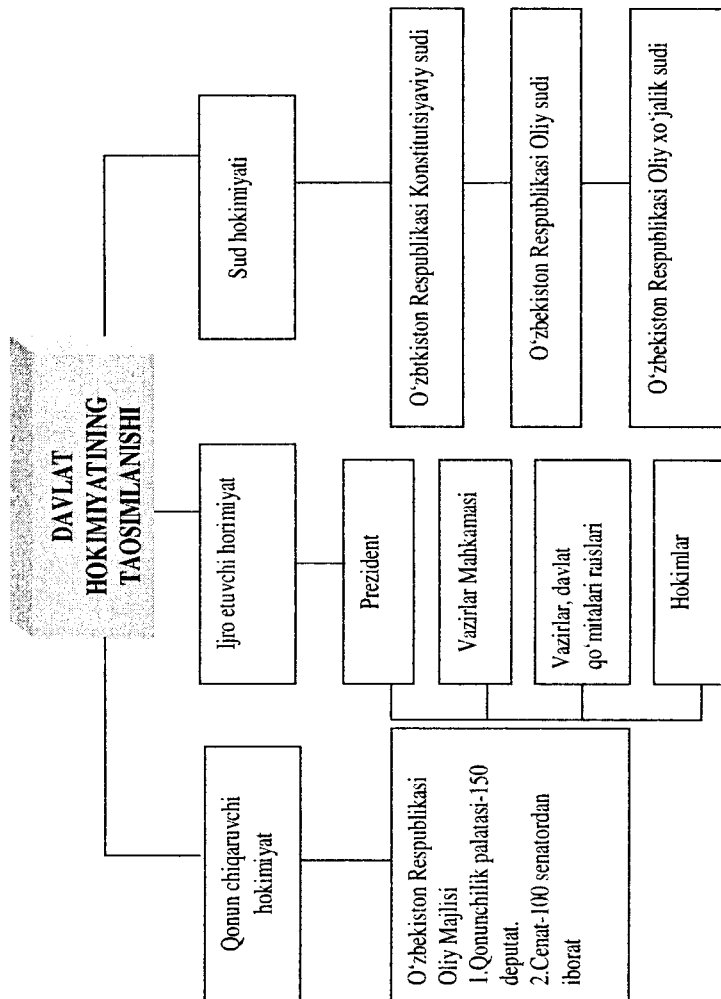 DAVLAT
HOKIMIYATINING
TAOSIMLANISHI
Qonun chiqaruvchi
hokimiyat
Ijro etuvchi horimiyat
Sud hokimiyati
O‘zbekiston Respublikasi
Oliy Majlisi
1.Qonunchilik palatasi-150
deputat.
2.Cenat-100 senatordan
iborat
Prezident
Vazirlar Mahkamasi
Vazirlar, davlat
qo‘mitalari raislari
Hokimlar
O‘zbtkiston Respublikasi Konstitutsiyaviy sudi
O‘zbekiston Respublikasi Oliy sudi
O‘zbekiston Respublikasi Oliy xo‘jalik sudi